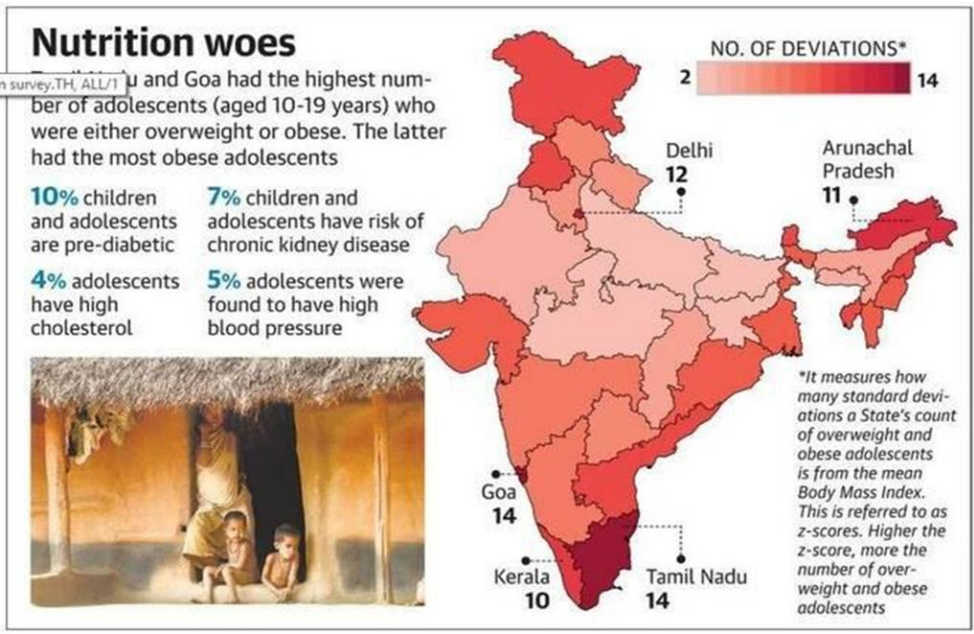 Nutrition woes
n survey.TH, ALL/1
u and Goa had the highest num-
ber of adolescents (aged 10-19 years) who
were either overweight or obese. The latter
had the most obese adolescents
10% children
and adolescents
are pre-diabetic
7% children and
adolescents have risk of
chronic kidney disease
4% adolescents
have high
cholesterol
5% adolescents were
found to have high
blood pressure
NO. OF DEVIATIONS*
2
14
Delhi
12
Arunachal
Pradesh
11
Goa
14
Kerala
10
Tamil Nadu
14
*It measures how
many standard devi-
ations a State's count
of overweight and
obese adolescents
is from the mean
Body Mass Index.
This is referred to as
z-scores. Higher the
z-score, more the
number of over-
weight and obese
adolescents